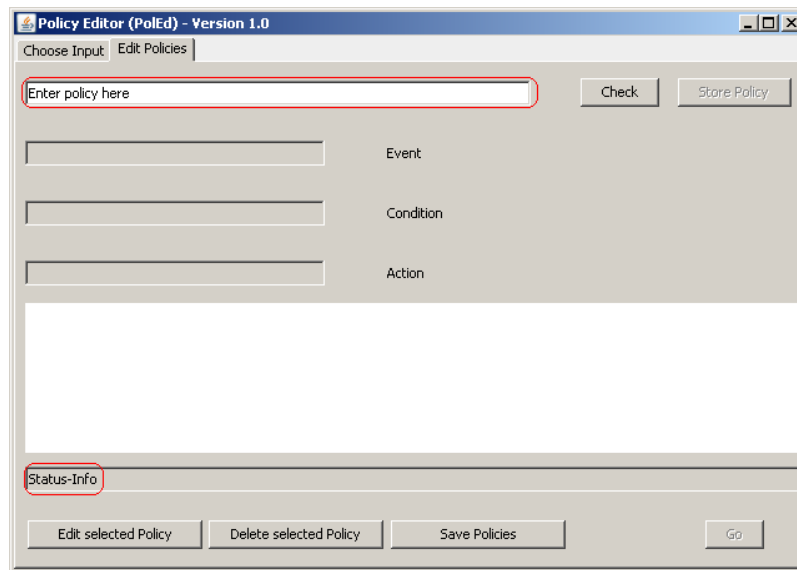 Policy Editor (PolEd) - Version 1.0
Choose Input Edit Policies
Enter policy here Check Store Policy
Event
Condition
Action
Status-Info
Edit selected Policy Delete selected Policy Save Policies Go